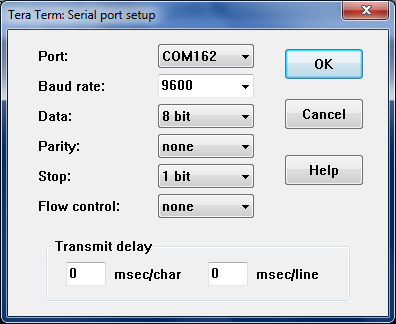 Tera Term: Serial port setup
Port: COM162
Baud rate: 9600
Data: 8 bit
Parity: none
Stop: 1 bit
Flow control: none
OK
Cancel
Help
Transmit delay
0 msec/char 0 msec/line